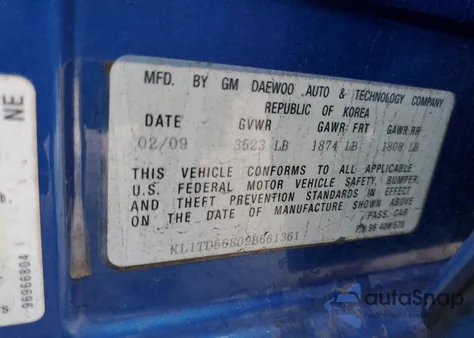 MFD. BY GM DAEWOO AUTO & TECHNOLOGY COMPANY
REPUBLIC OF KOREA
DATE GVWR GAWR FRT GAWR RR
02/09 3523 LB 1874 LB 1808 LB
THIS VEHICLE CONFORMS TO ALL APPLICABLE
U.S. FEDERAL MOTOR VEHICLE SAFETY, BUMPER,
AND THEFT PREVENTION STANDARDS IN EFFECT
ON THE DATE OF MANUFACTURE SHOWN ABOVE
PASS. CAR
KL1TD56E09B661361
NE
96966804
autoSnap